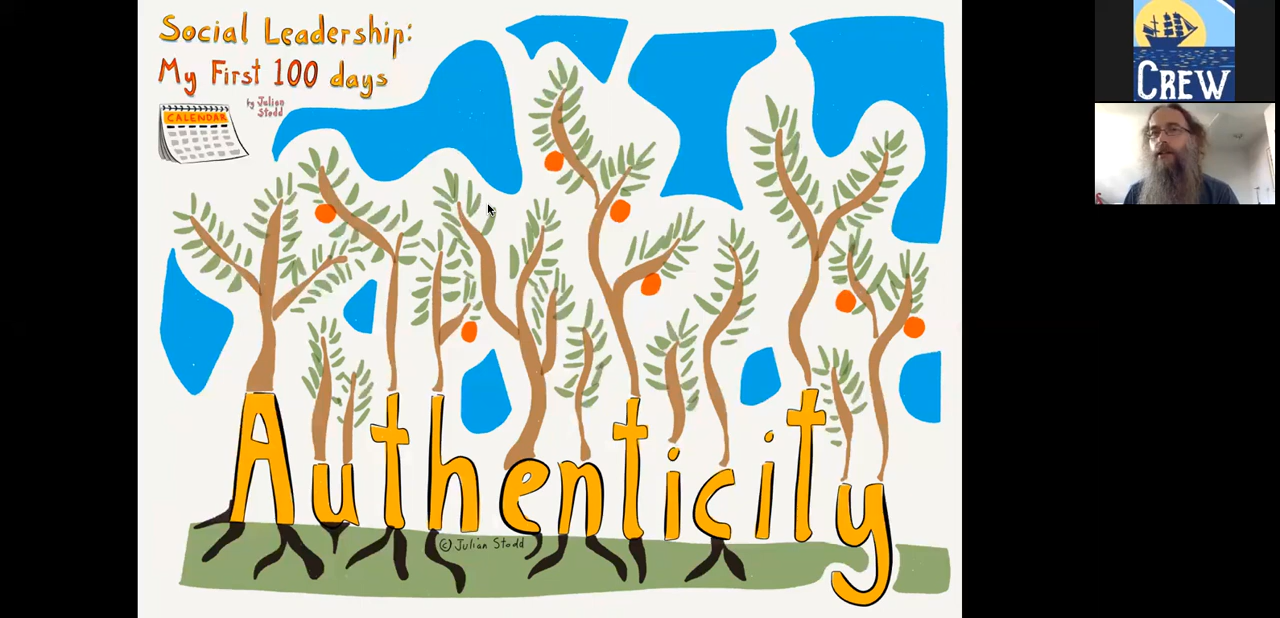 Social Leadership:
My First 100 days
by Julian
Stodd
CALENDAR
CREW
Authenticity
(c) Julian Stodd